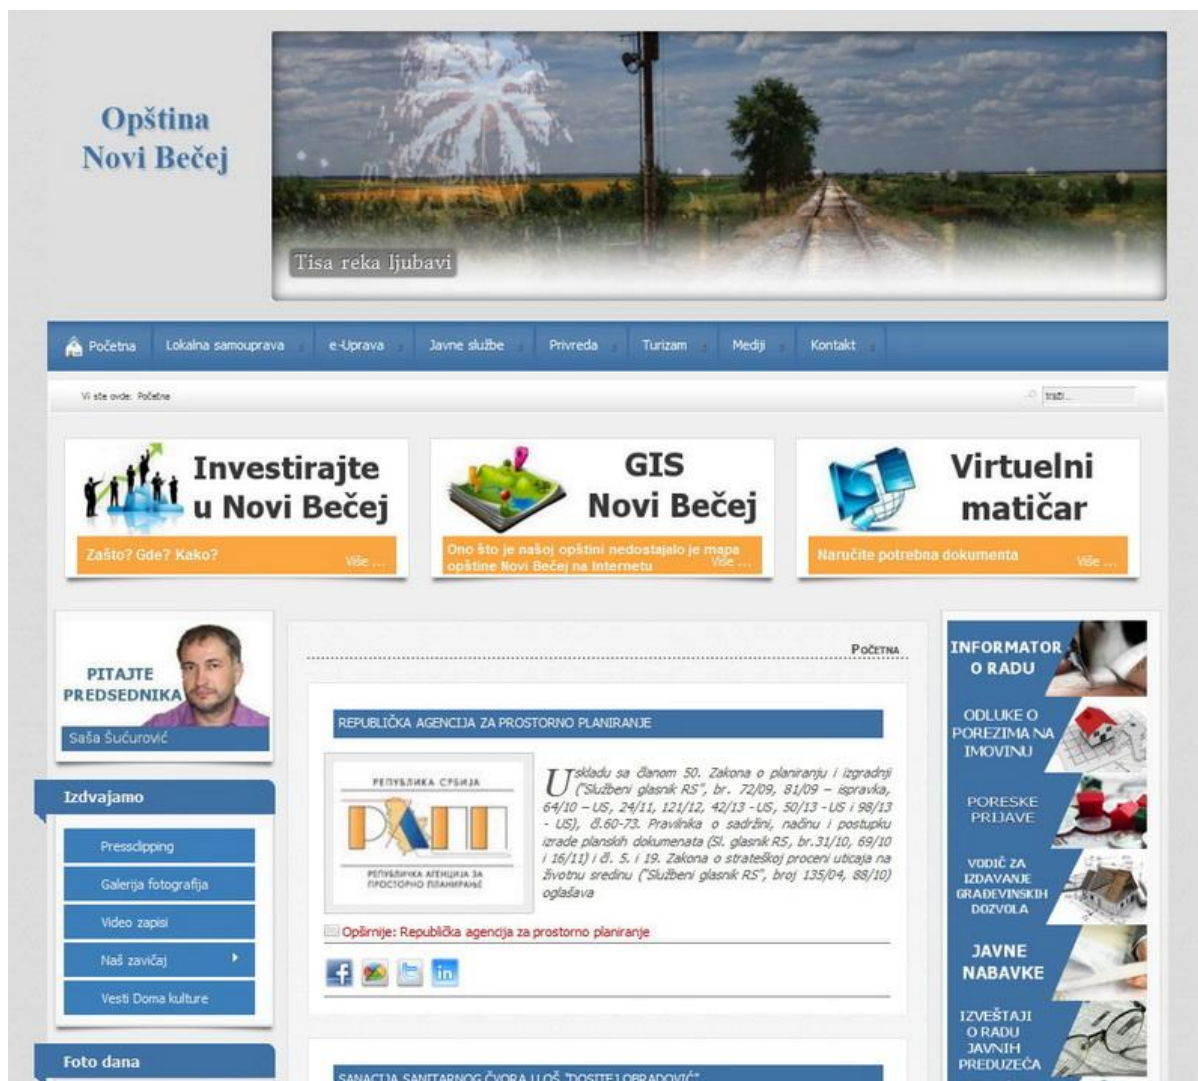 Opština
Novi Bečej
Tisa reka ljubavi
Početna
Lokalna samouprava
e-Uprava
Javne službe
Privreda
Turizam
Mediji
Kontakt
Vi ste ovde: Početna
traži...
Investirajte
u Novi Bečej
Zašto? Gde? Kako?
Više ...
GIS
Novi Bečej
Ono što je našoj opštini nedostajalo je mapa
opštine Novi Bečej na Internetu
Više ...
Virtuelni
matičar
Naručite potrebna dokumenta
Više ...
PITAJTE
PREDSEDNIKA
Saša Šućurović
Izdvajamo
Pressclipping
Galerija fotografija
Video zapisi
Naš zavičaj
Vesti Doma kulture
Foto dana
Početna
REPUBLIČKA AGENCIJA ZA PROSTORNO PLANIRANJE
РЕПУБЛИКА СРБИЈА
РАПП
РЕПУБЛИЧКА АГЕНЦИЈА ЗА
ПРОСТОРНО ПЛАНИРАЊЕ
U skladu sa članom 50. Zakona o planiranju i izgradnji
("Službeni glasnik RS", br. 72/09, 81/09 – ispravka,
64/10 – US, 24/11, 121/12, 42/13 -US, 50/13 -US i 98/13
- US), čl.60-73. Pravilnika o sadržini, načinu i postupku
izrade planskih dokumenata (Sl. glasnik RS, br.31/10, 69/10
i 16/11) i čl. 5. i 19. Zakona o strateškoj proceni uticaja na
životnu sredinu ("Službeni glasnik RS", broj 135/04, 88/10)
oglašava
Opširnije: Republička agencija za prostorno planiranje
SANACIJA SANITARNOG ČVORA U OŠ "DOSITEJ OBRADOVIĆ"
INFORMATOR
O RADU
ODLUKE O
POREZIMA NA
IMOVINU
PORESKE
PRIJAVE
VODIČ ZA
IZDAVANJE
GRAĐEVINSKIH
DOZVOLA
JAVNE
NABAVKE
IZVEŠTAJI
O RADU
JAVNIH
PREDUZEĆA